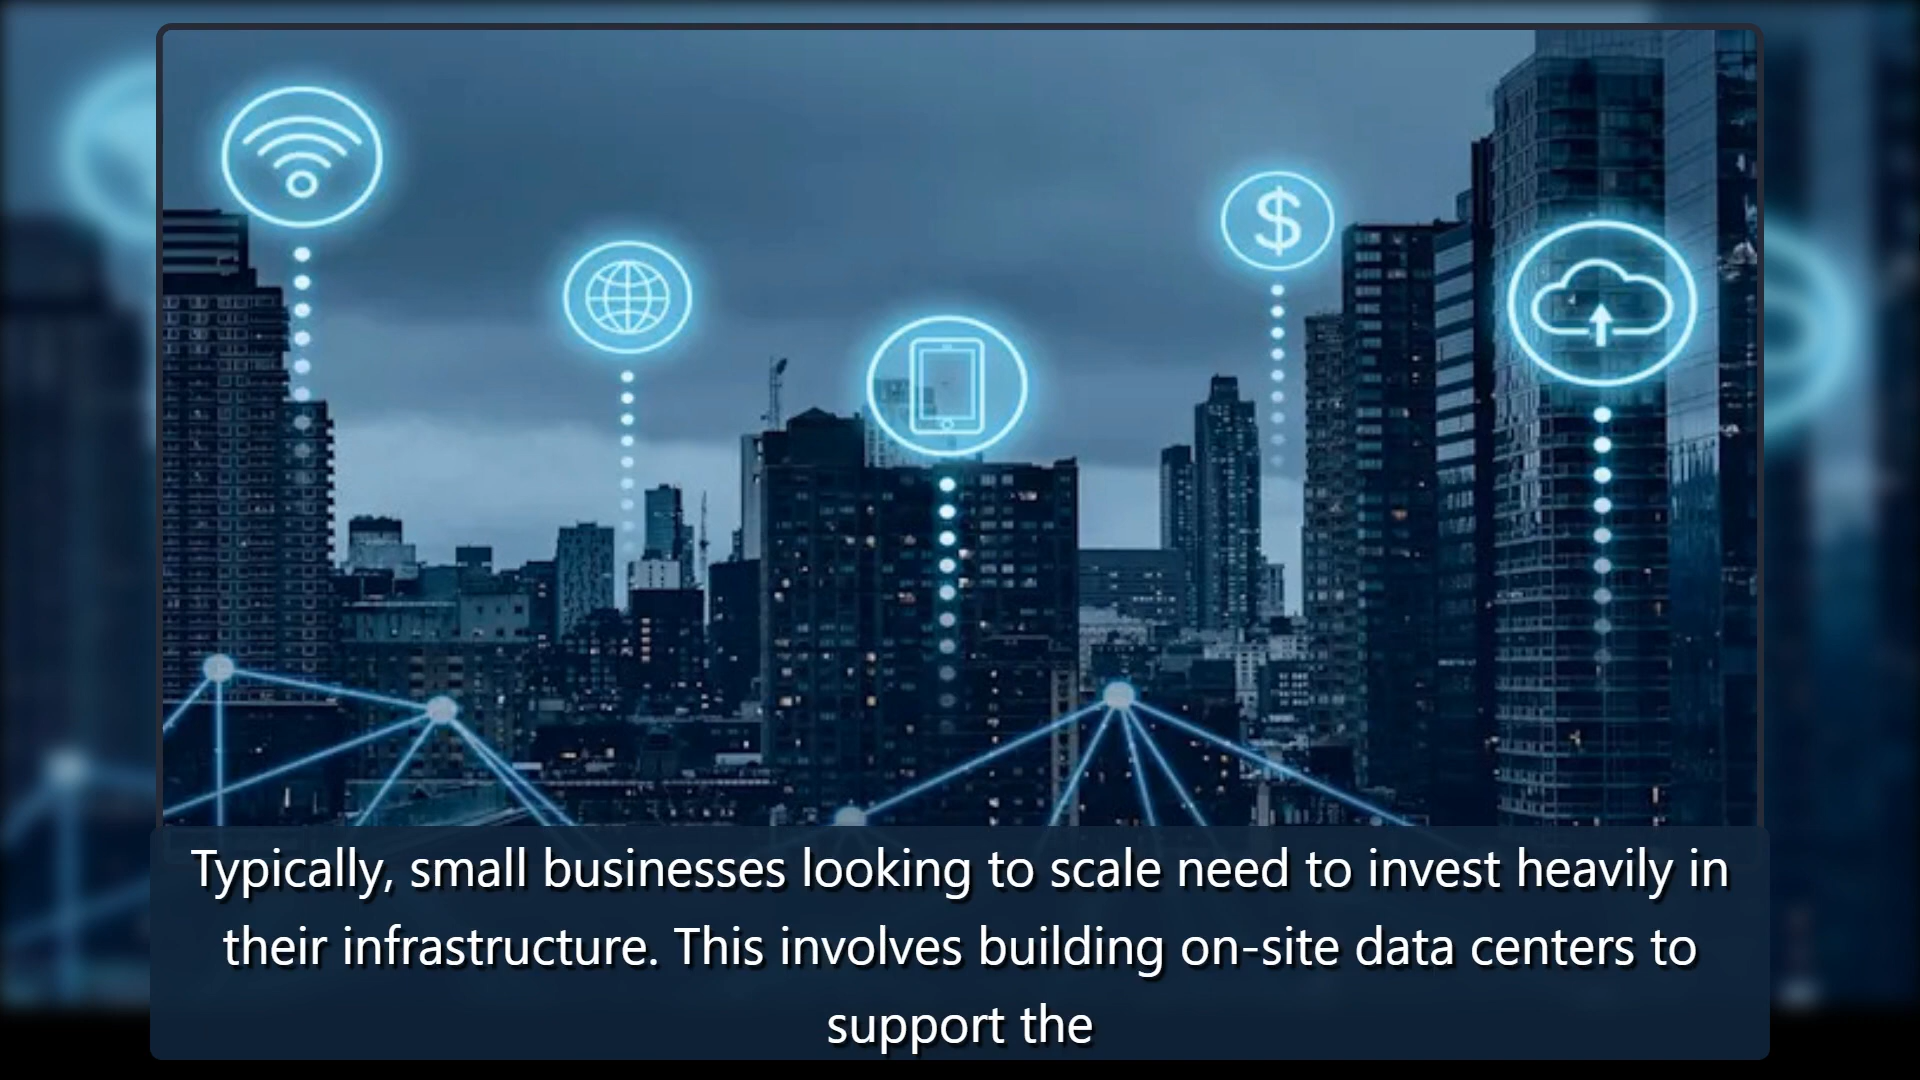 $
Typically, small businesses looking to scale need to invest heavily in
their infrastructure. This involves building on-site data centers to
support the